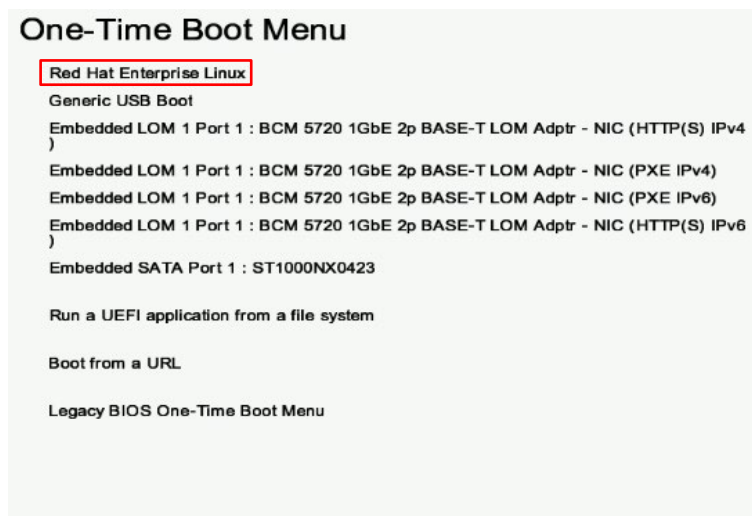 One-Time Boot Menu
Red Hat Enterprise Linux
Generic USB Boot
Embedded LOM 1 Port 1 : BCM 5720 1GbE 2p BASE-T LOM Adptr - NIC (HTTP(S) IPv4
)
Embedded LOM 1 Port 1 : BCM 5720 1GbE 2p BASE-T LOM Adptr - NIC (PXE IPv4)
Embedded LOM 1 Port 1 : BCM 5720 1GbE 2p BASE-T LOM Adptr - NIC (PXE IPv6)
Embedded LOM 1 Port 1 : BCM 5720 1GbE 2p BASE-T LOM Adptr - NIC (HTTP(S) IPv6
)
Embedded SATA Port 1 : ST1000NX0423
Run a UEFI application from a file system
Boot from a URL
Legacy BIOS One-Time Boot Menu